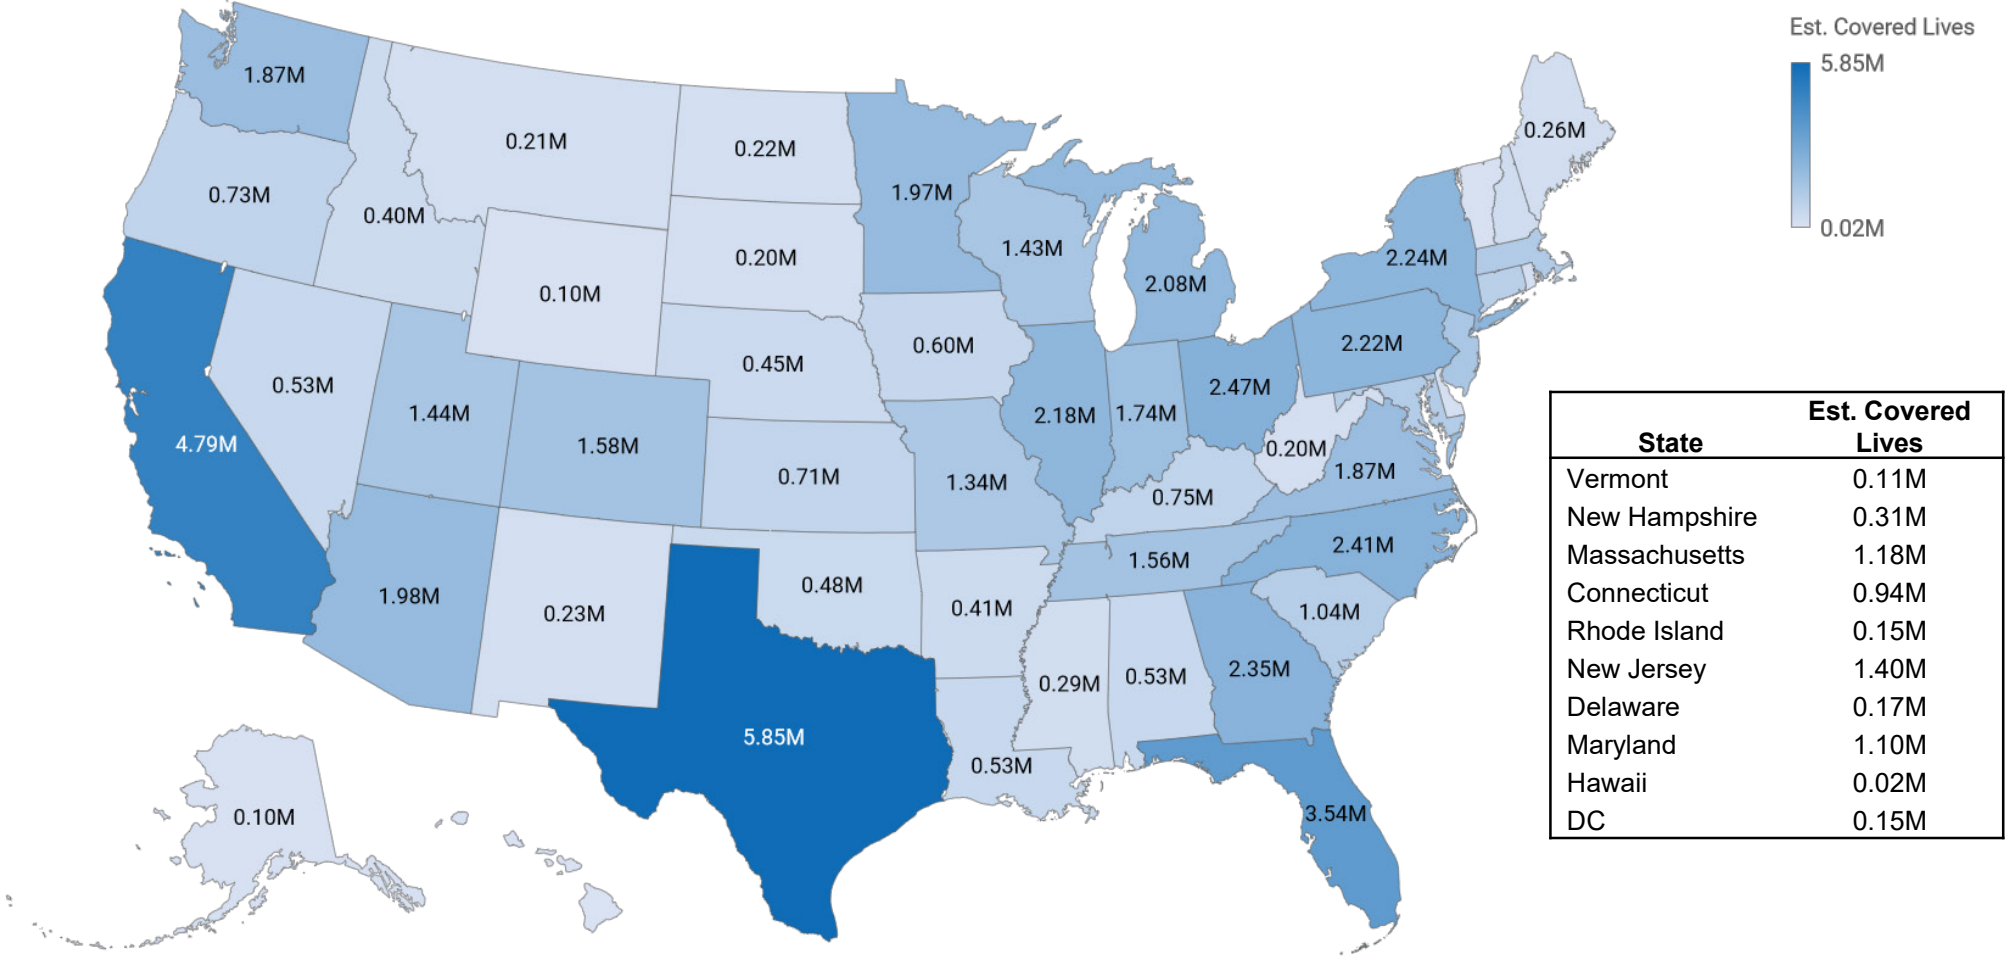 Est. Covered Lives
5.85M
0.02M
1.87M
0.21M
0.22M
0.26M
0.73M
0.40M
1.97M
1.43M
2.24M
0.20M
0.10M
2.08M
0.60M
2.22M
0.45M
0.53M
1.44M
1.58M
2.18M
1.74M
2.47M
4.79M
0.71M
1.34M
0.20M
1.87M
0.75M
1.56M
2.41M
1.98M
0.23M
0.48M
0.41M
1.04M
0.29M
0.53M
2.35M
5.85M
0.53M
3.54M
0.10M
State Est. Covered Lives
Vermont 0.11M
New Hampshire 0.31M
Massachusetts 1.18M
Connecticut 0.94M
Rhode Island 0.15M
New Jersey 1.40M
Delaware 0.17M
Maryland 1.10M
Hawaii 0.02M
DC 0.15M